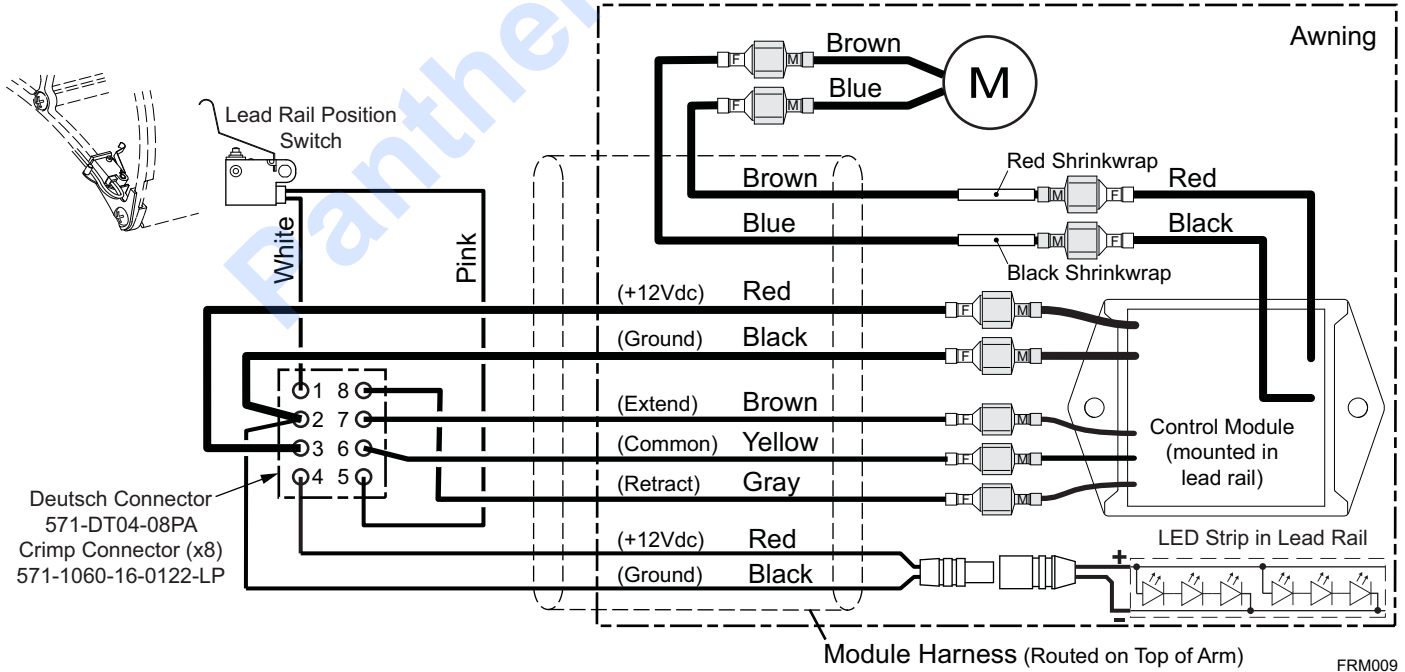 Awning
Brown
F
M
Blue
F
M
M
Lead Rail Position
Switch
White
Pink
Red Shrinkwrap
Brown
M
F
Red
Blue
M
F
Black
Black Shrinkwrap
(+12Vdc) Red
F
M
(Ground) Black
F
M
1 8
2 7
3 6
4 5
(Extend) Brown
F
M
(Common) Yellow
F
M
(Retract) Gray
F
M
Control Module
(mounted in
lead rail)
Deutsch Connector
571-DT04-08PA
Crimp Connector (x8)
571-1060-16-0122-LP
(+12Vdc) Red
(Ground) Black
LED Strip in Lead Rail
+
-
Module Harness (Routed on Top of Arm)
FRM009
Panthe